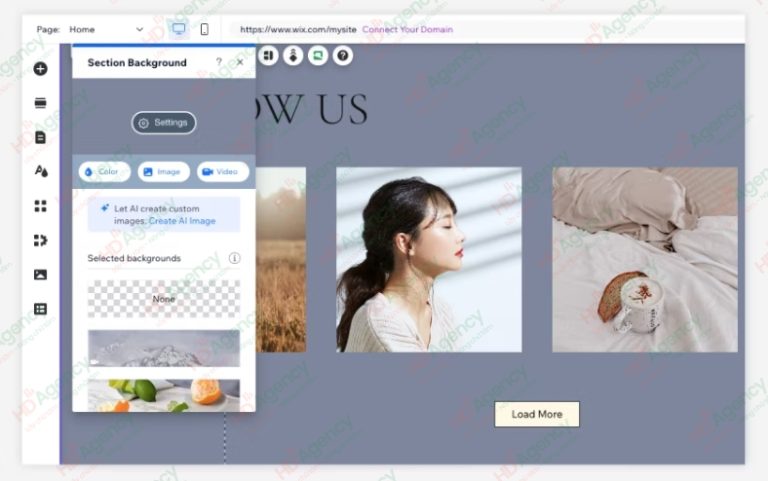 Page: Home
https://www.wix.com/mysite Connect Your Domain
Section Background ?
OW US
Settings
Color Image Video
Let AI create custom
images. Create AI Image
Selected backgrounds
None
Load More
HD Agency